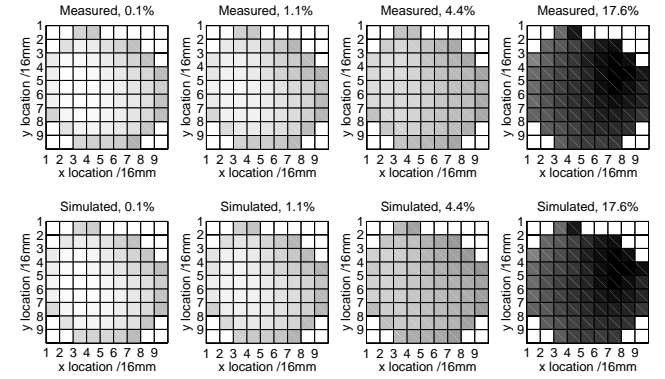 Measured, 0.1%
Measured, 1.1%
Measured, 4.4%
Measured, 17.6%
y location /16mm
1
2
3
4
5
6
7
8
9
y location /16mm
1
2
3
4
5
6
7
8
9
y location /16mm
1
2
3
4
5
6
7
8
9
y location /16mm
1
2
3
4
5
6
7
8
9
1 2 3 4 5 6 7 8 9
1 2 3 4 5 6 7 8 9
1 2 3 4 5 6 7 8 9
1 2 3 4 5 6 7 8 9
x location /16mm
x location /16mm
x location /16mm
x location /16mm
Simulated, 0.1%
Simulated, 1.1%
Simulated, 4.4%
Simulated, 17.6%
y location /16mm
1
2
3
4
5
6
7
8
9
y location /16mm
1
2
3
4
5
6
7
8
9
y location /16mm
1
2
3
4
5
6
7
8
9
y location /16mm
1
2
3
4
5
6
7
8
9
1 2 3 4 5 6 7 8 9
1 2 3 4 5 6 7 8 9
1 2 3 4 5 6 7 8 9
1 2 3 4 5 6 7 8 9
x location /16mm
x location /16mm
x location /16mm
x location /16mm